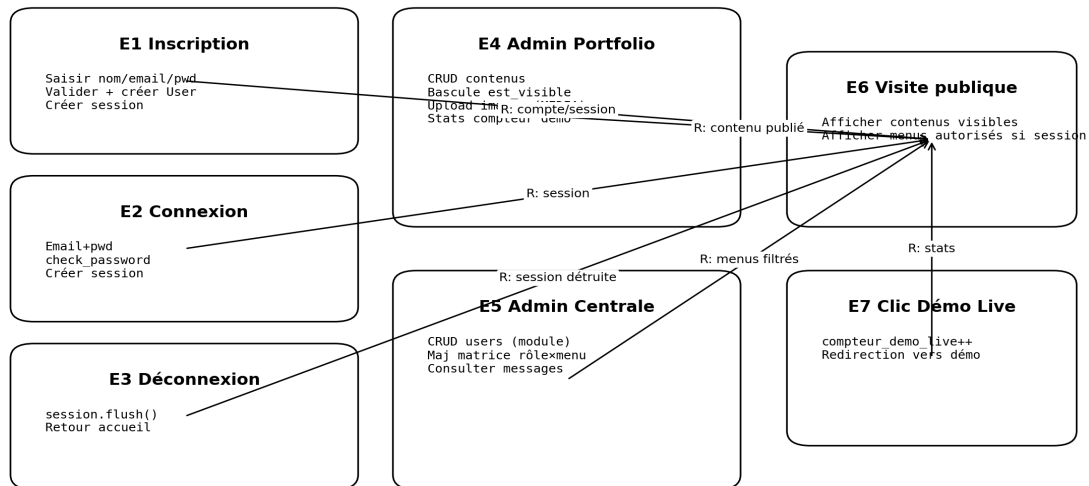 E1 Inscription
Saisir nom/email/pwd
Valider + créer User
Créer session
E4 Admin Portfolio
CRUD contenus
Bascule est_visible
Upload
Stats compteur démo
R: compte/session
R: contenu publié
E6 Visite publique
Afficher contenus visibles
Afficher menus autorisés si session
E2 Connexion
Email+pwd
check_password
Créer session
R: session
R: stats
R: menus filtrés
R: session détruite
E5 Admin Centrale
CRUD users (module)
Maj matrice rôle×menu
Consulter messages
E7 Clic Démo Live
compteur_demo_live++
Redirection vers démo
E3 Déconnexion
session.flush()
Retour accueil